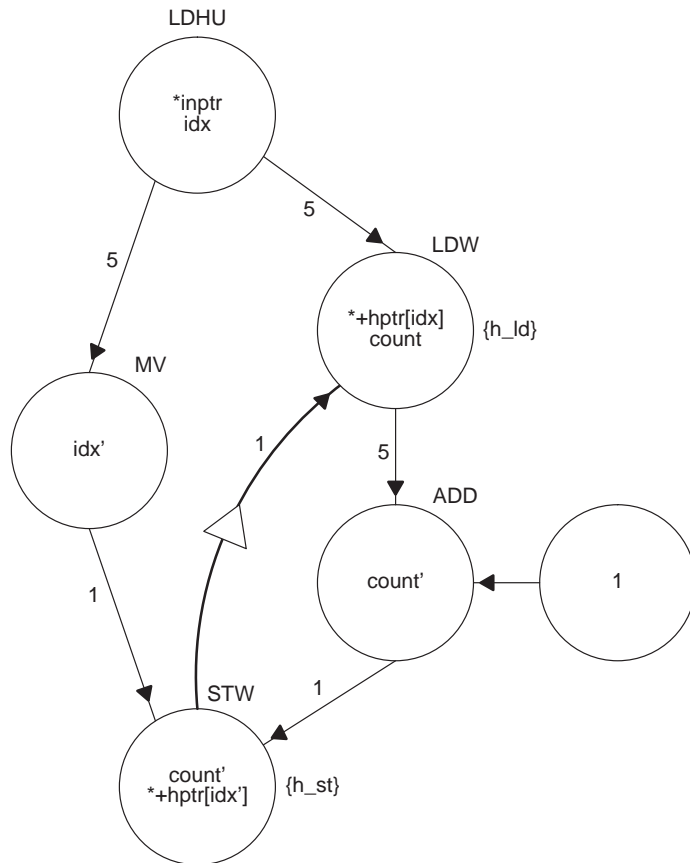 LDHU
*inptr
idx
5
5
LDW
*+hptr[idx]
count
{h_ld}
MV
idx’
1
5
ADD
count’
1
1
1
STW
count’
*+hptr[idx’]
{h_st}